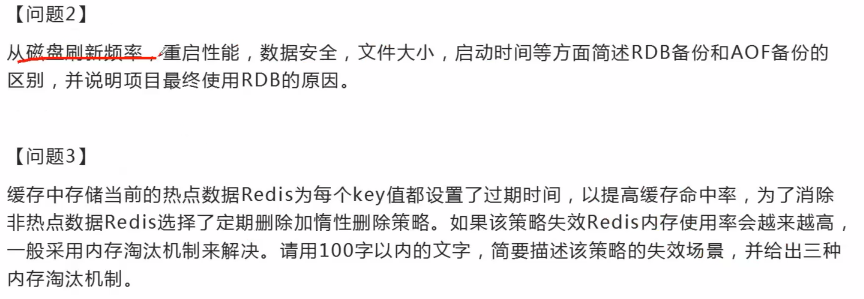 【问题2】
从磁盘刷新频率，重启性能，数据安全，文件大小，启动时间等方面简述RDB备份和AOF备份的
区别，并说明项目最终使用RDB的原因。
【问题3】
缓存中存储当前的热点数据Redis为每个key值都设置了过期时间，以提高缓存命中率，为了消除
非热点数据Redis选择了定期删除加惰性删除策略。如果该策略失效Redis内存使用率会越来越高，
一般采用内存淘汰机制来解决。请用100字以内的文字，简要描述该策略的失效场景，并给出三种
内存淘汰机制。